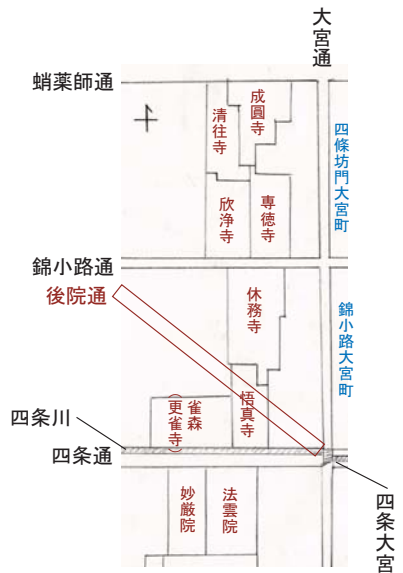 大宮通
蛸薬師通
成圓寺
清往寺
四條坊門大宮町
欣浄寺
専徳寺
錦小路通
後院通
休務寺
錦小路大宮町
雀森
(更雀寺)
悟真寺
四条川
四条通
妙厳院
法雲院
四条大宮